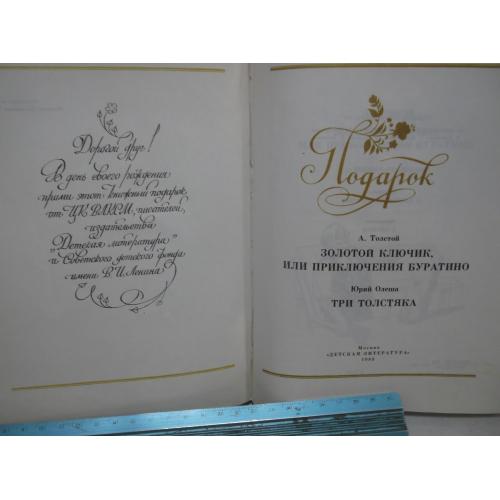 Дорогой друг!
В день своего рождения
прими этот книжный подарок
от ЦК ВЛКСМ, писателей,
издательства
"Детская литература"
и Советского детского фонда
имени В.И. Ленина
Подарок
А. Толстой
ЗОЛОТОЙ КЛЮЧИК,
ИЛИ ПРИКЛЮЧЕНИЯ БУРАТИНО
Юрий Олеша
ТРИ ТОЛСТЯКА
Москва
«ДЕТСКАЯ ЛИТЕРАТУРА»